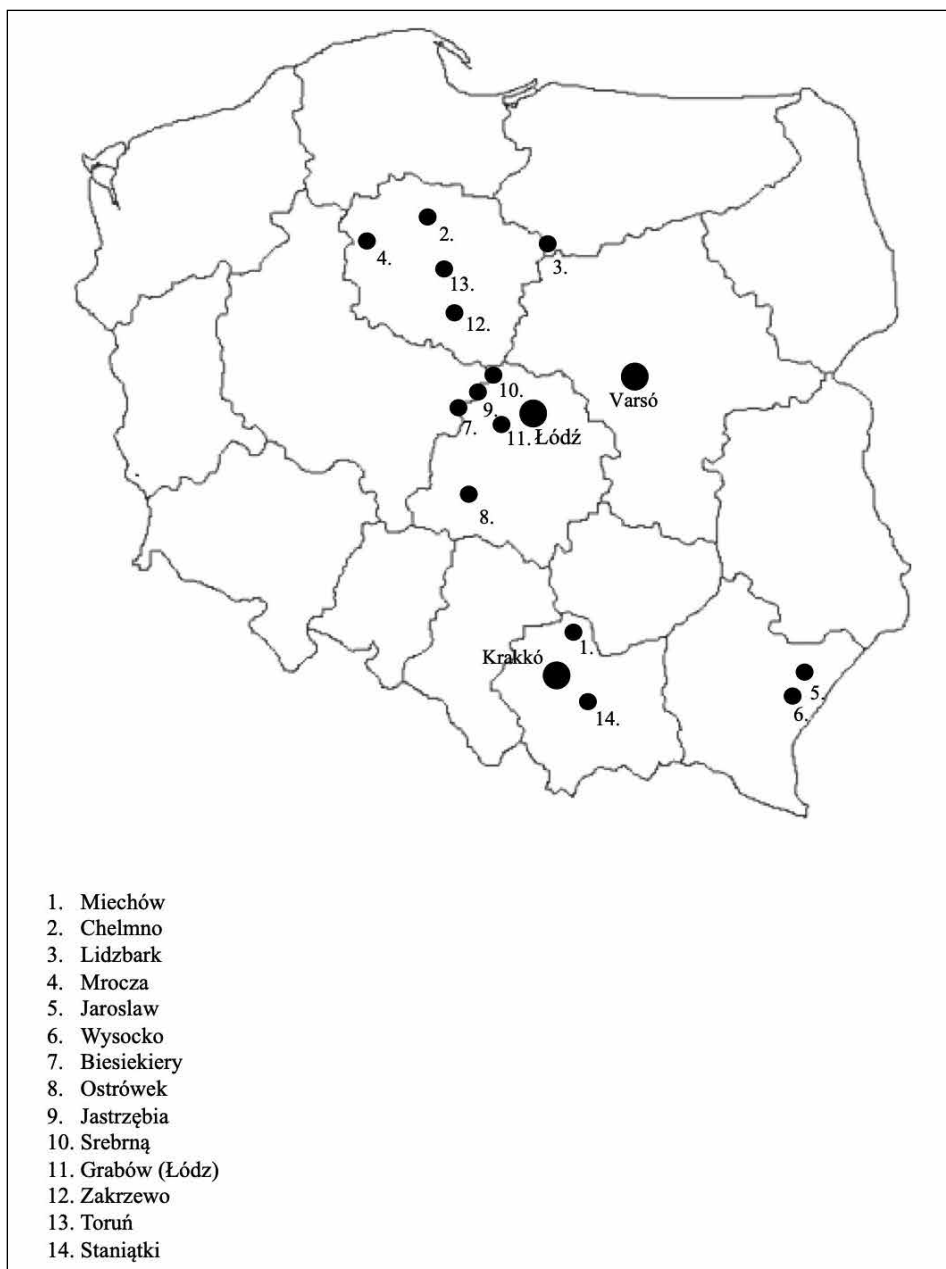 2.
4.
3.
13.
12.
10.
Varsó
9.
7.
11. Łódź
8.
1.
Krakkó
5.
6.
14.
1. Miechów
2. Chelmno
3. Lidzbark
4. Mrocza
5. Jaroslaw
6. Wysocko
7. Biesiekiery
8. Ostrówek
9. Jastrzębia
10. Srebrną
11. Grabów (Łódz)
12. Zakrzewo
13. Toruń
14. Staniątki